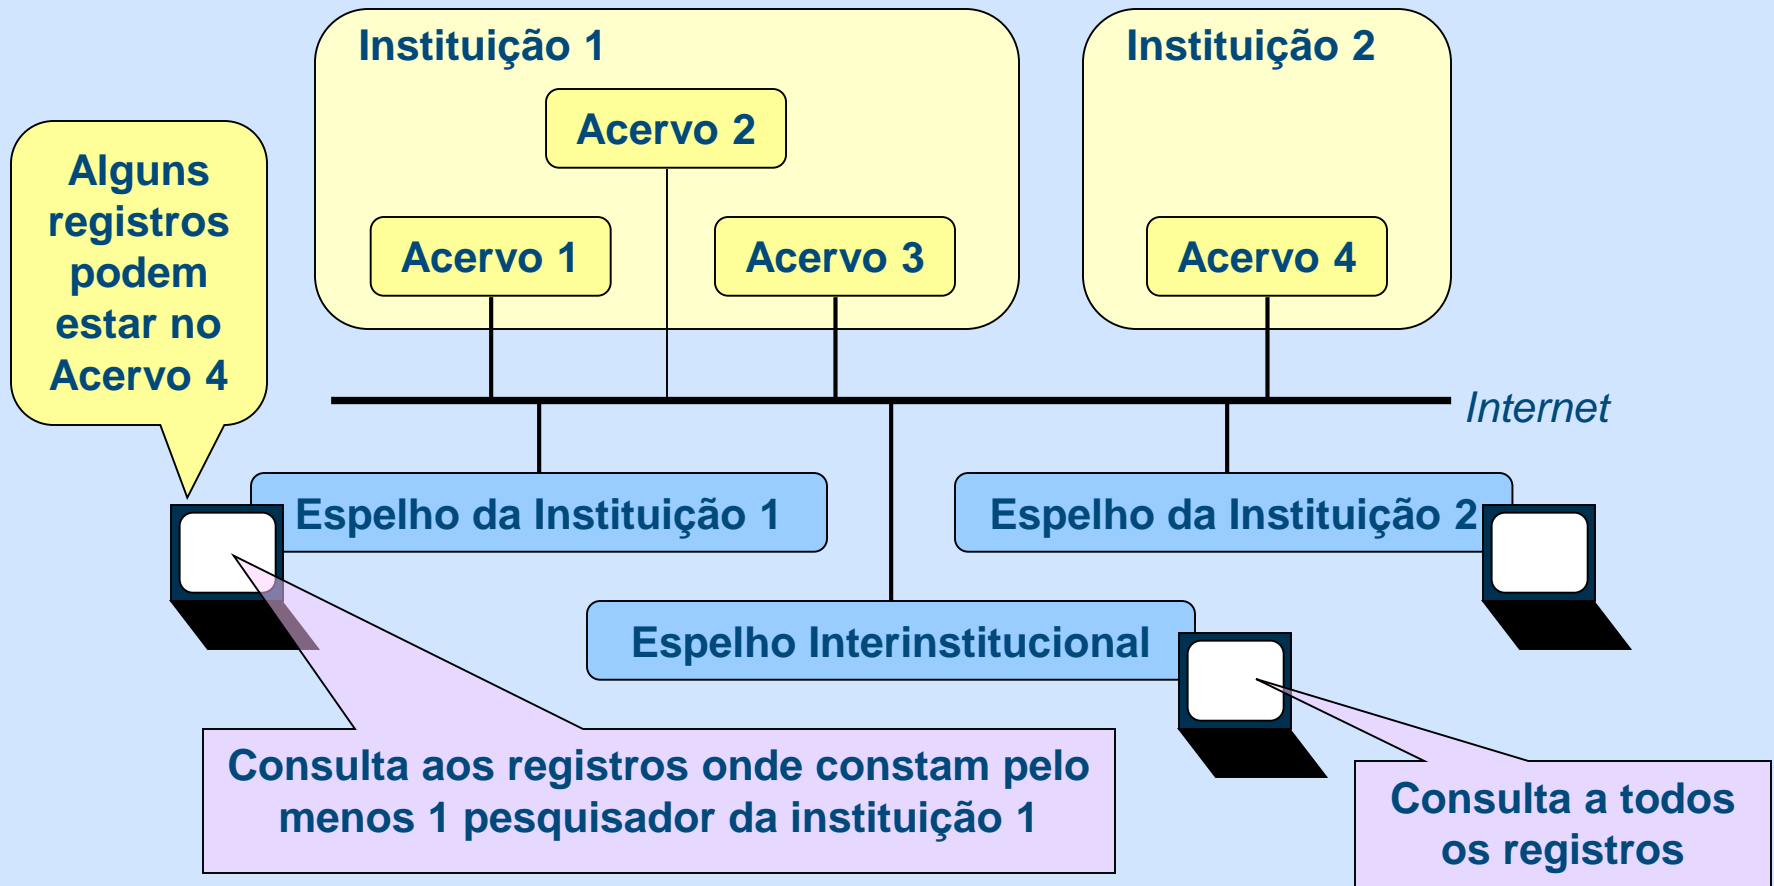 Instituição 1
Instituição 2
Acervo 2
Alguns
registros
podem
estar no
Acervo 4
Acervo 1
Acervo 3
Acervo 4
Internet
Espelho da Instituição 1
Espelho da Instituição 2
Espelho Interinstitucional
Consulta aos registros onde constam pelo
menos 1 pesquisador da instituição 1
Consulta a todos
os registros